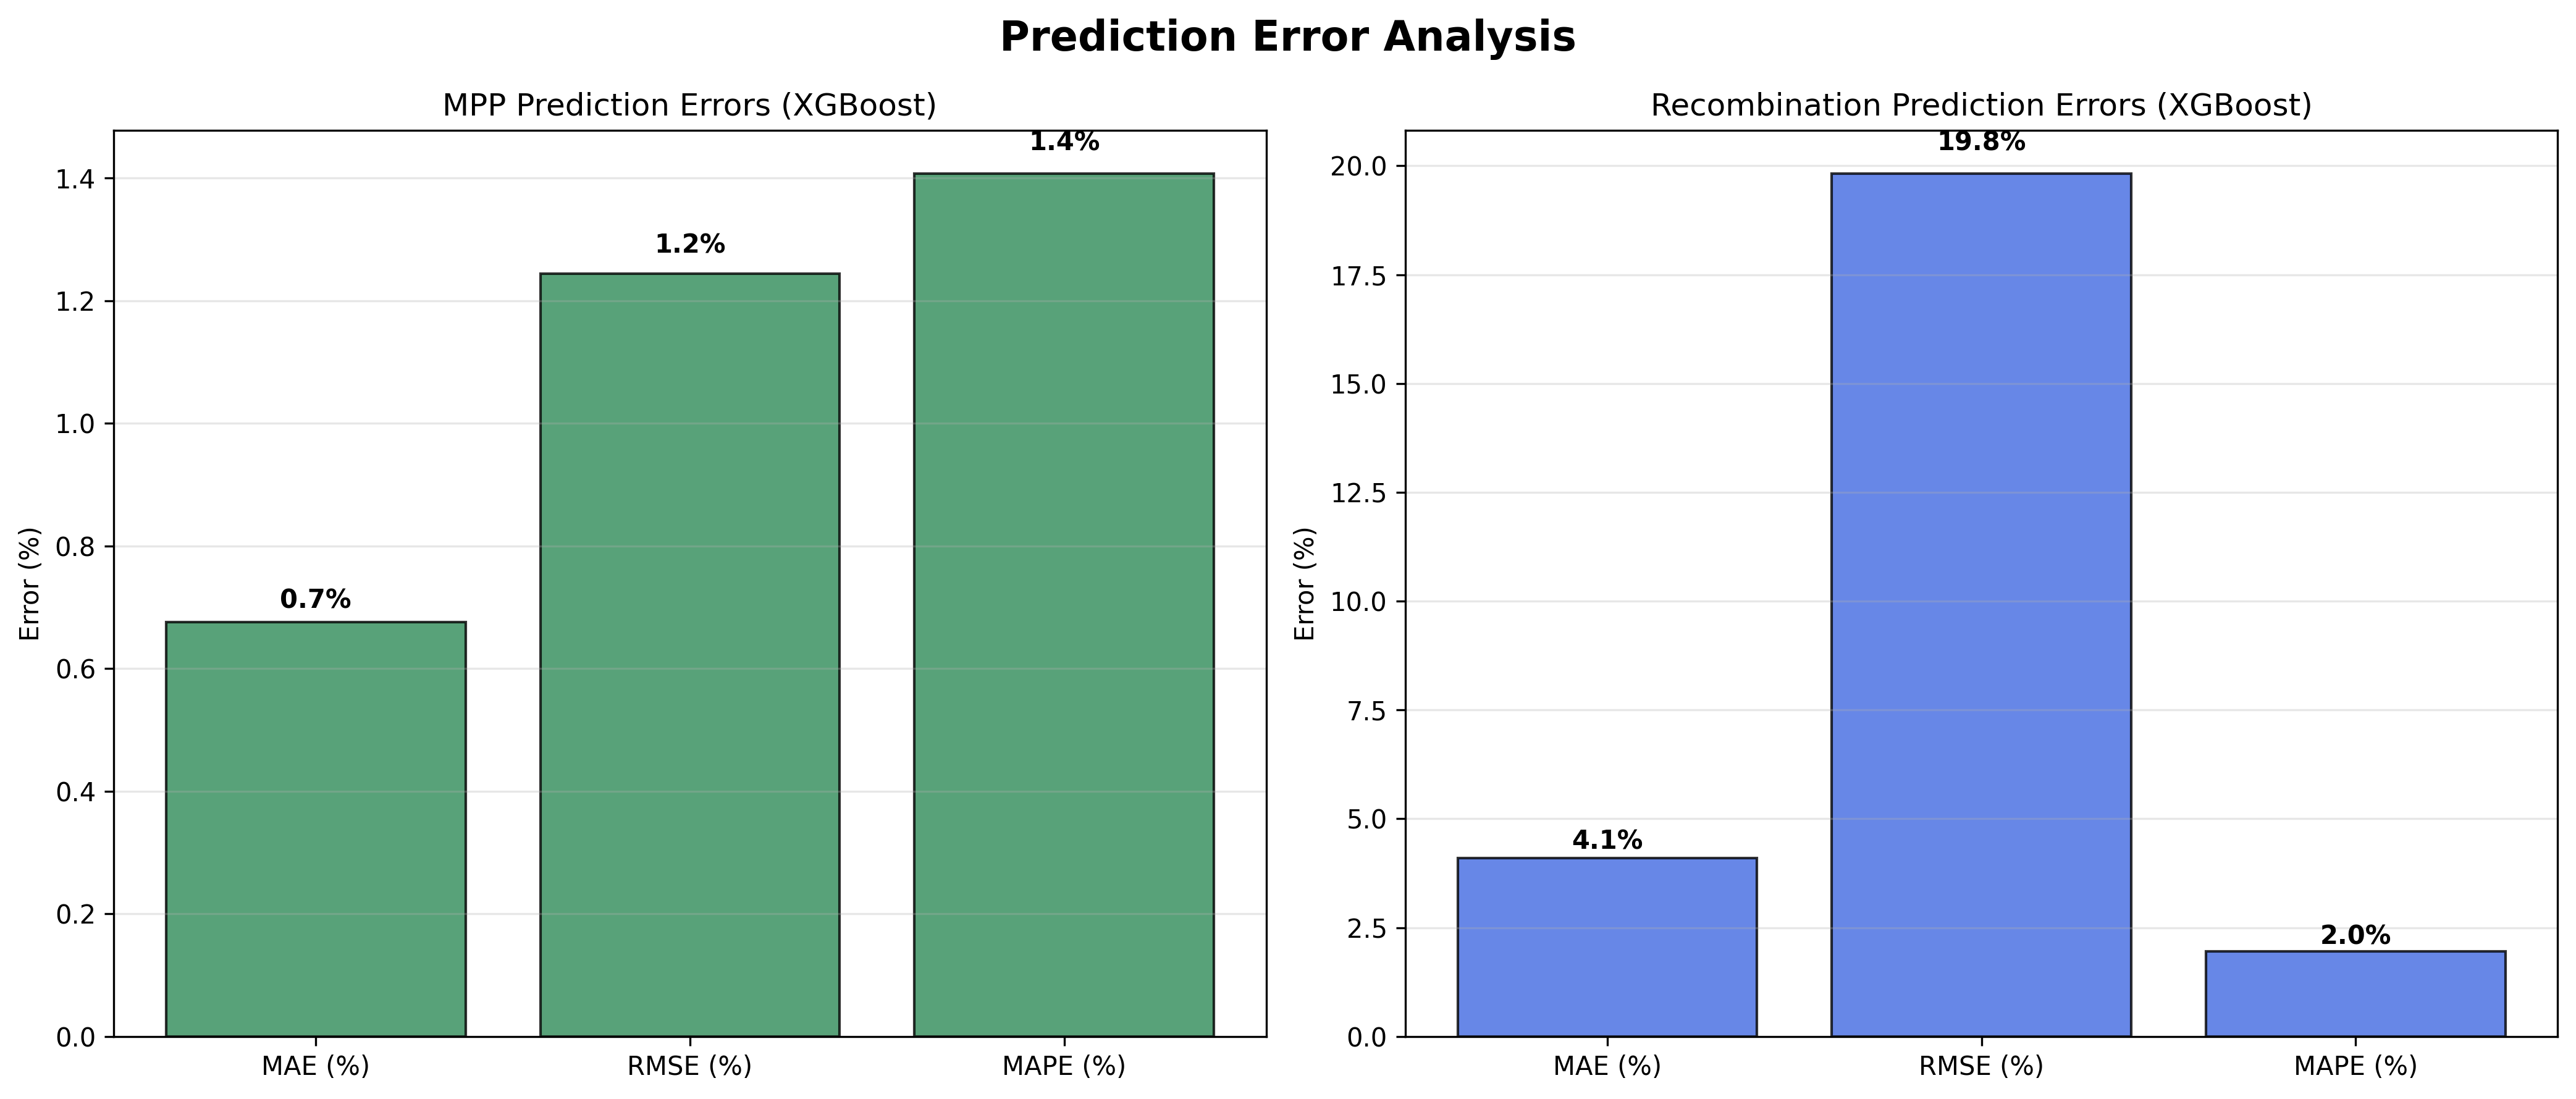 Prediction Error Analysis
MPP Prediction Errors (XGBoost)
Error (%)
1.4
1.2
1.0
0.8
0.6
0.4
0.2
0.0
0.7%
1.2%
1.4%
MAE (%)
RMSE (%)
MAPE (%)
Recombination Prediction Errors (XGBoost)
Error (%)
20.0
17.5
15.0
12.5
10.0
7.5
5.0
2.5
0.0
4.1%
19.8%
2.0%
MAE (%)
RMSE (%)
MAPE (%)